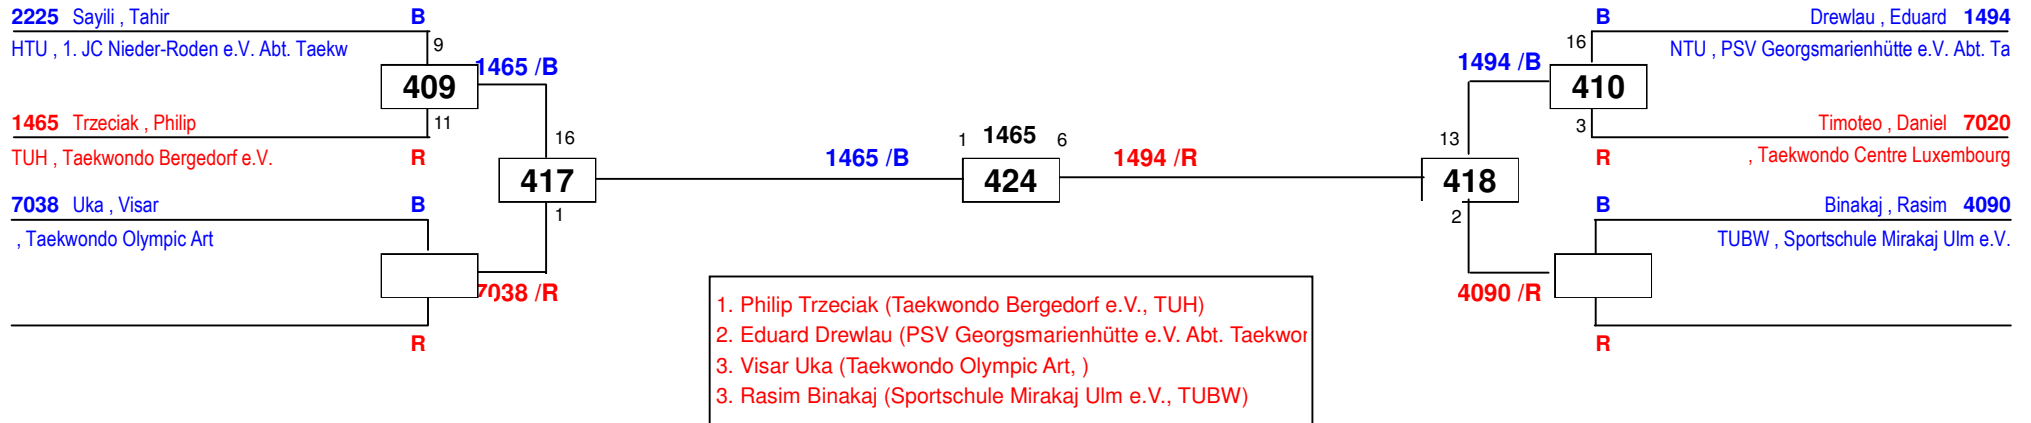 2225 Sayili , Tahir B
HTU , 1. JC Nieder-Roden e.V. Abt. Taekw
9
409
1465 /B
11
1465 Trzeciak , Philip
TUH , Taekwondo Bergedorf e.V. R
16
417
1
7038 Uka , Visar B
, Taekwondo Olympic Art
7038 /R
R
1465 /B
1 1465 6
424
1494 /R
B Drewlau , Eduard 1494
NTU , PSV Georgsmarienhütte e.V. Abt. Ta
16
1494 /B
410
3
Timoteo , Daniel 7020
R , Taekwondo Centre Luxembourg
13
418
2
B Binakaj , Rasim 4090
TUBW , Sportschule Mirakaj Ulm e.V.
4090 /R
R
1. Philip Trzeciak (Taekwondo Bergedorf e.V., TUH)
2. Eduard Drewlau (PSV Georgsmarienhütte e.V. Abt. Taekwon
3. Visar Uka (Taekwondo Olympic Art, )
3. Rasim Binakaj (Sportschule Mirakaj Ulm e.V., TUBW)